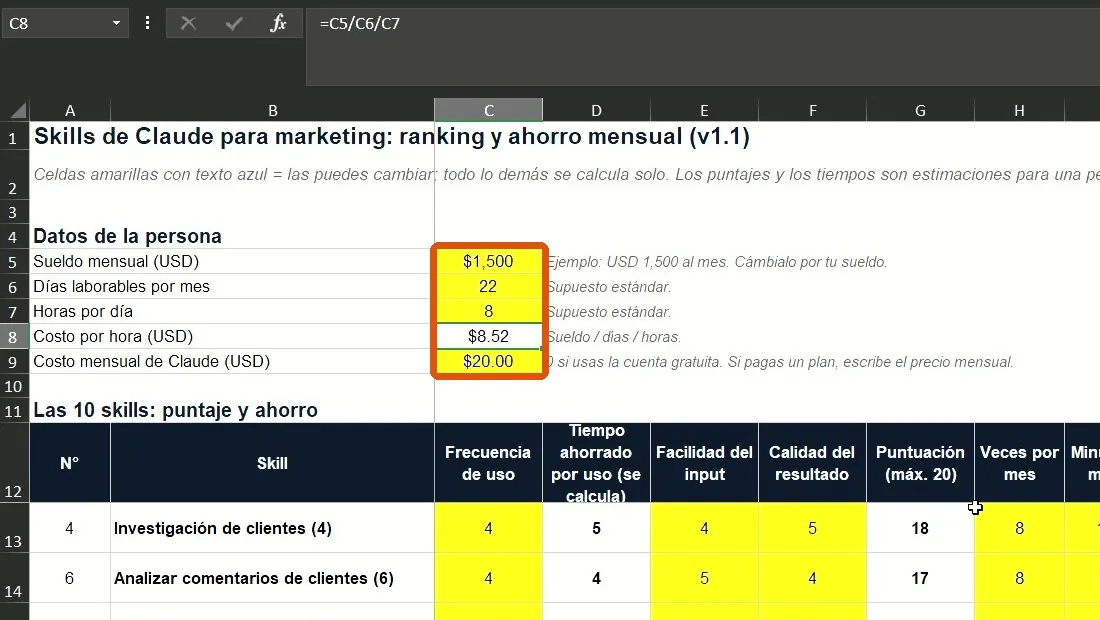 C8
fx
=C5/C6/C7
A B C D E F G H
1 Skills de Claude para marketing: ranking y ahorro mensual (v1.1)
2 Celdas amarillas con texto azul = las puedes cambiar; todo lo demás se calcula solo. Los puntajes y los tiempos son estimaciones para una
3
4 Datos de la persona
5 Sueldo mensual (USD) $1,500 Ejemplo: USD 1,500 al mes. Cámbialo por tu sueldo.
6 Días laborables por mes 22 Supuesto estándar.
7 Horas por día 8 Supuesto estándar.
8 Costo por hora (USD) $8.52 Sueldo / días / horas.
9 Costo mensual de Claude (USD) $20.00 si usas la cuenta gratuita. Si pagas un plan, escribe el precio mensual.
10
11 Las 10 skills: puntaje y ahorro
12 N° Skill Frecuencia de uso Tiempo ahorrado por uso (se calcula) Facilidad del input Calidad del resultado Puntuación (máx. 20) Veces por mes
13 4 Investigación de clientes (4) 4 5 4 5 18 8
14 6 Analizar comentarios de clientes (6) 4 4 5 4 17 8